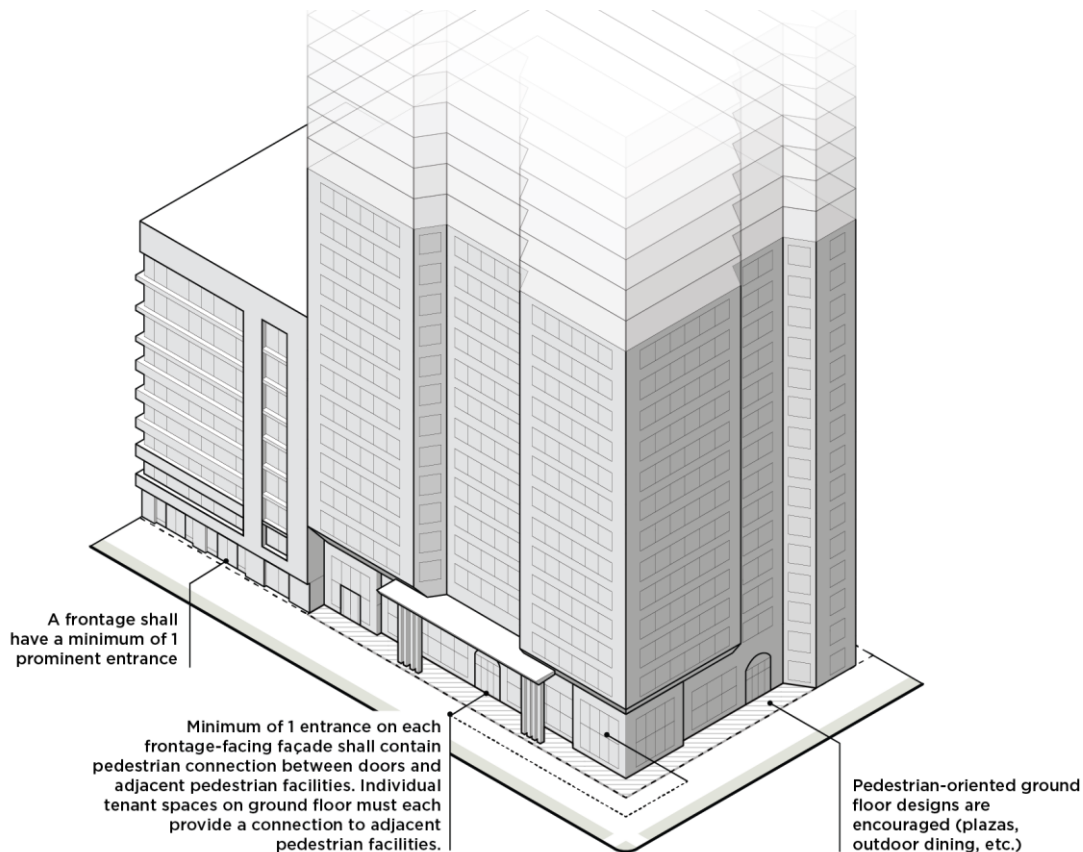 A frontage shall
have a minimum of 1
prominent entrance
Minimum of 1 entrance on each
frontage-facing façade shall contain
pedestrian connection between doors and
adjacent pedestrian facilities. Individual
tenant spaces on ground floor must each
provide a connection to adjacent
pedestrian facilities.
Pedestrian-oriented ground
floor designs are
encouraged (plazas,
outdoor dining, etc.)